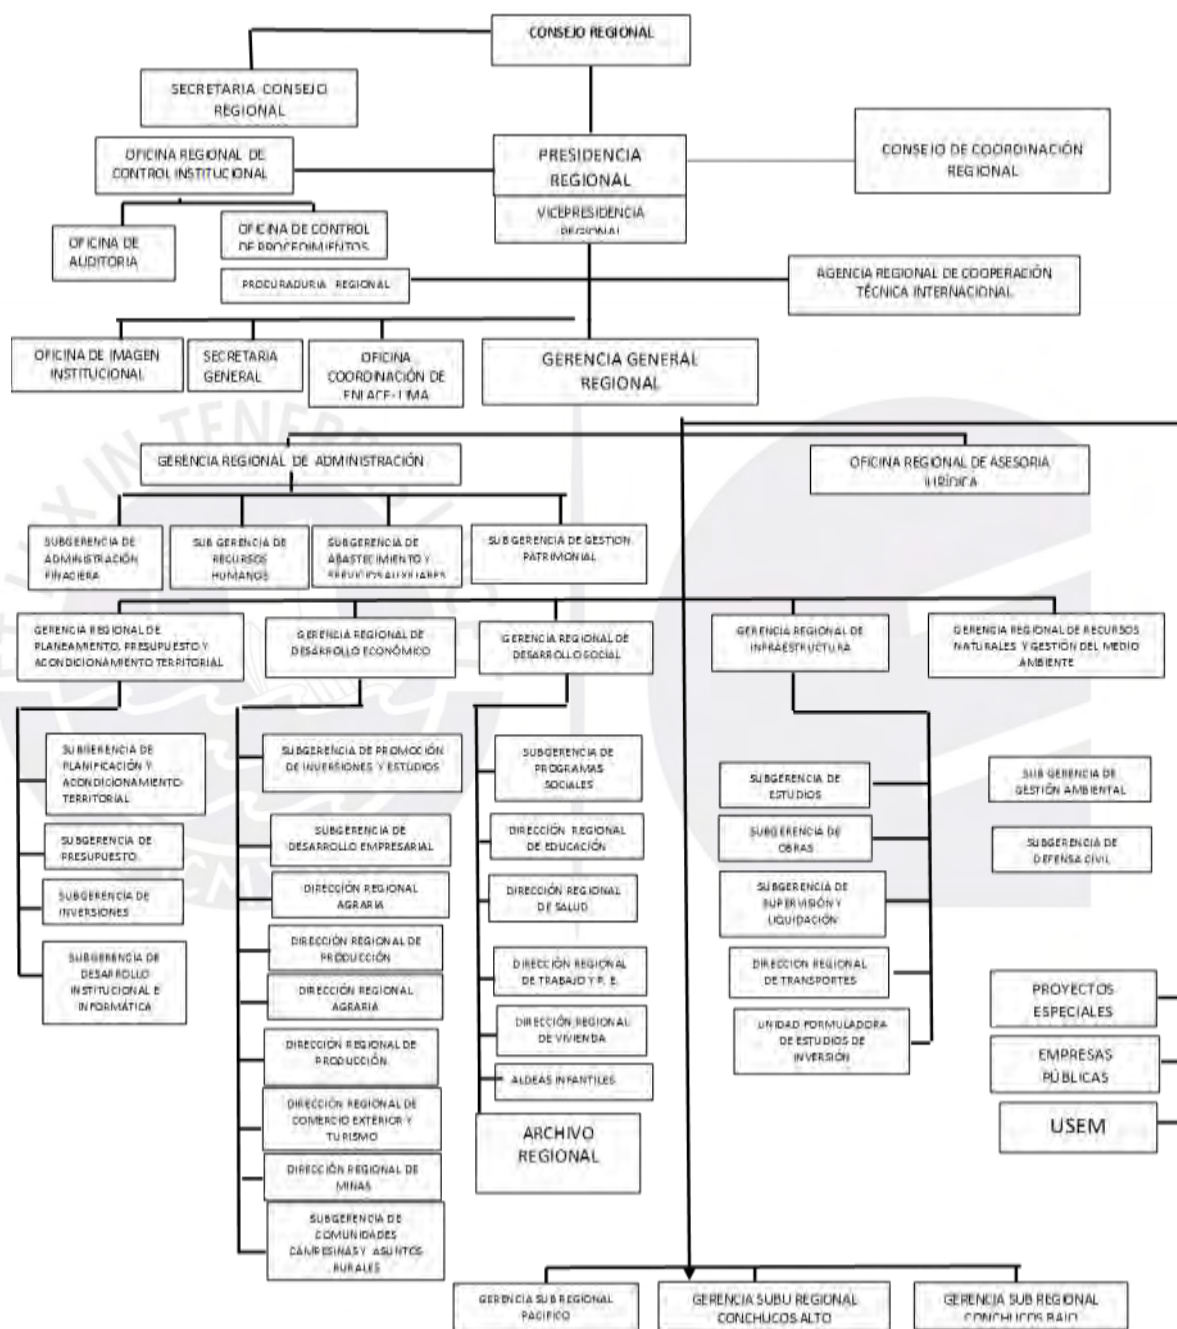 CONSEJO REGIONAL
SECRETARIA CONSEJO
REGIONAL
OFICINA REGIONAL DE
CONTROL INSTITUCIONAL
PRESIDENCIA
REGIONAL
CONSEJO DE COORDINACIÓN
REGIONAL
VICEPRESIDENCIA
REGIONAL
OFICINA DE
AUDITORIA
OFICINA DE CONTROL
DE PROCEDIMIENTOS
PROCURADURIA REGIONAL
AGENCIA REGIONAL DE COOPERACIÓN
TÉCNICA INTERNACIONAL
OFICINA DE IMAGEN
INSTITUCIONAL
SECRETARIA
GENERAL
OFICINA
COORDINACIÓN DE
ENLACE- LIMA
GERENCIA GENERAL
REGIONAL
GERENCIA REGIONAL DE ADMINISTRACIÓN
OFICINA REGIONAL DE ASESORIA
JURÍDICA
SUBGERENCIA DE
ADMINISTRACIÓN
FINACIERA
SUB GERENCIA DE
RECURSOS
HUMANOS
SUBGERENCIA DE
ABASTECIMIENTO Y
SERVICIOS AUXILIARES
SUB GERENCIA DE GESTION
PATRIMONIAL
GERENCIA REGIONAL DE
PLANEAMIENTO, PRESUPUESTO Y
ACONDICIONAMIENTO TERRITORIAL
GERENCIA REGIONAL DE
DESARROLLO ECONÓMICO
GERENCIA REGIONAL DE
DESARROLLO SOCIAL
GERENCIA REGIONAL DE
INFRAESTRUCTURA
GERENCIA REGIONAL DE RECURSOS
NATURALES Y GESTIÓN DEL MEDIO
AMBIENTE
SUBGERENCIA DE
PLANIFICACIÓN Y
ACONDICIONAMIENTO
TERRITORIAL
SUBGERENCIA DE
PRESUPUESTO
SUBGERENCIA DE
INVERSIONES
SUBGERENCIA DE
DESARROLLO
INSTITUCIONAL E
INFORMÁTICA
SUBGERENCIA DE PROMOCIÓN
DE INVERSIONES Y ESTUDIOS
SUBGERENCIA DE
DESARROLLO EMPRESARIAL
DIRECCIÓN REGIONAL
AGRARIA
DIRECCIÓN REGIONAL DE
PRODUCCIÓN
DIRECCIÓN REGIONAL
AGRARIA
DIRECCIÓN REGIONAL DE
PRODUCCIÓN
DIRECCIÓN REGIONAL DE
COMERCIO EXTERIOR Y
TURISMO
DIRECCIÓN REGIONAL DE
MINAS
SUBGERENCIA DE
COMUNIDADES
CAMPESINAS Y ASUNTOS
RURALES
SUBGERENCIA DE
PROGRAMAS
SOCIALES
DIRECCIÓN REGIONAL
DE EDUCACIÓN
DIRECCIÓN REGIONAL
DE SALUD
DIRECCIÓN REGIONAL
DE TRABAJO Y P. E.
DIRECCIÓN REGIONAL
DE VIVIENDA
ALDEAS INFANTILES
ARCHIVO
REGIONAL
SUBGERENCIA DE
ESTUDIOS
SUBGERENCIA DE
OBRAS
SUBGERENCIA DE
SUPERVISIÓN Y
LIQUIDACIÓN
DIRECCION REGIONAL
DE TRANSPORTES
UNIDAD FORMULADORA
DE ESTUDIOS DE
INVERSIÓN
SUB GERENCIA DE
GESTIÓN AMBIENTAL
SUBGERENCIA DE
DEFENSA CIVIL
PROYECTOS
ESPECIALES
EMPRESAS
PÚBLICAS
USEM
GERENCIA SUB REGIONAL
PACIFICO
GERENCIA SUBU REGIONAL
CONCHUCOS ALTO
GERENCIA SUB REGIONAL
CONCHUCOS BAJO